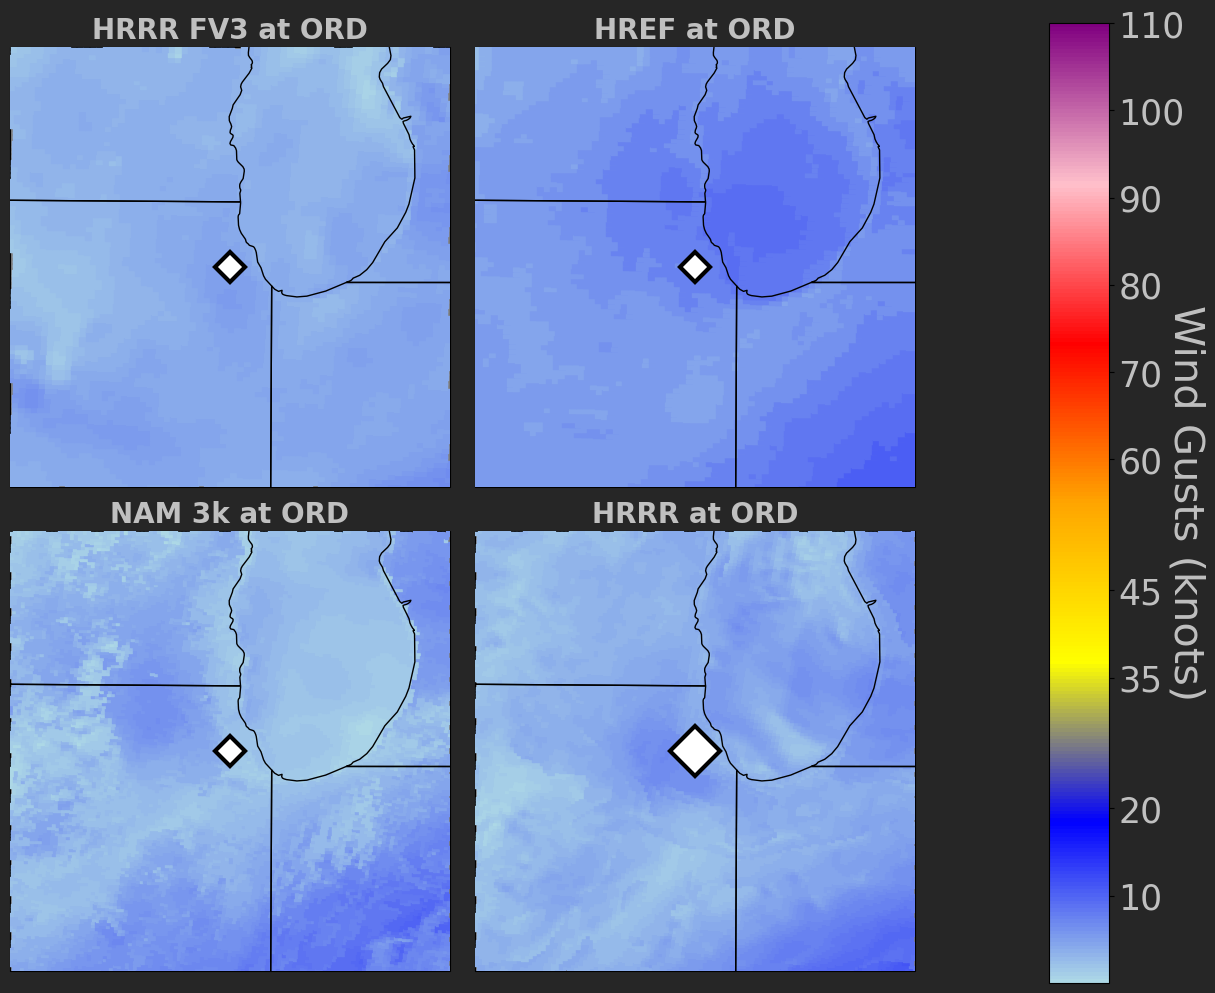 HRRR FV3 at ORD
HREF at ORD
NAM 3k at ORD
HRRR at ORD
110
100
90
80
70
60
45
35
20
10
Wind Gusts (knots)